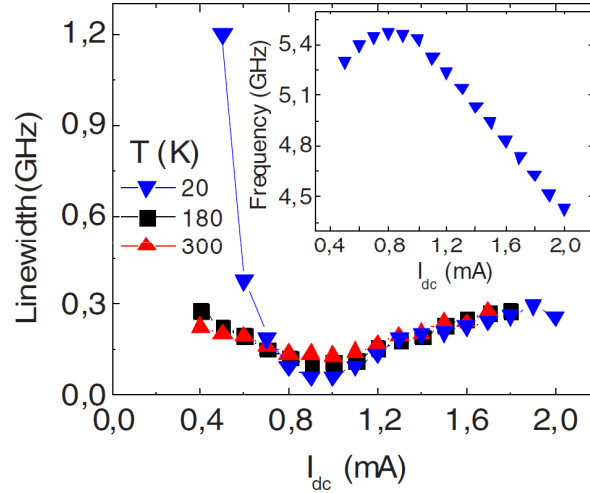 Linewidth(GHz)
1,2
0,9
0,6
0,3
0,0
T (K)
20
180
300
Frequency (GHz)
5,4
5,1
4,8
4,5
0,4 0,8 1,2 1,6 2,0
I_dc (mA)
0,0 0,4 0,8 1,2 1,6 2,0
I_dc (mA)